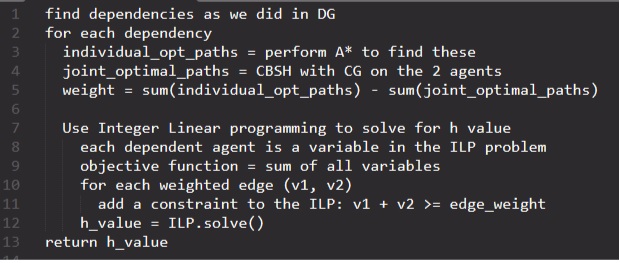 1 find dependencies as we did in DG
2 for each dependency
3 individual_opt_paths = perform A* to find these
4 joint_optimal_paths = CBSH with CG on the 2 agents
5 weight = sum(individual_opt_paths) - sum(joint_optimal_paths)
6
7 Use Integer Linear programming to solve for h value
8 each dependent agent is a variable in the ILP problem
9 objective function = sum of all variables
10 for each weighted edge (v1, v2)
11 add a constraint to the ILP: v1 + v2 >= edge_weight
12 h_value = ILP.solve()
13 return h_value